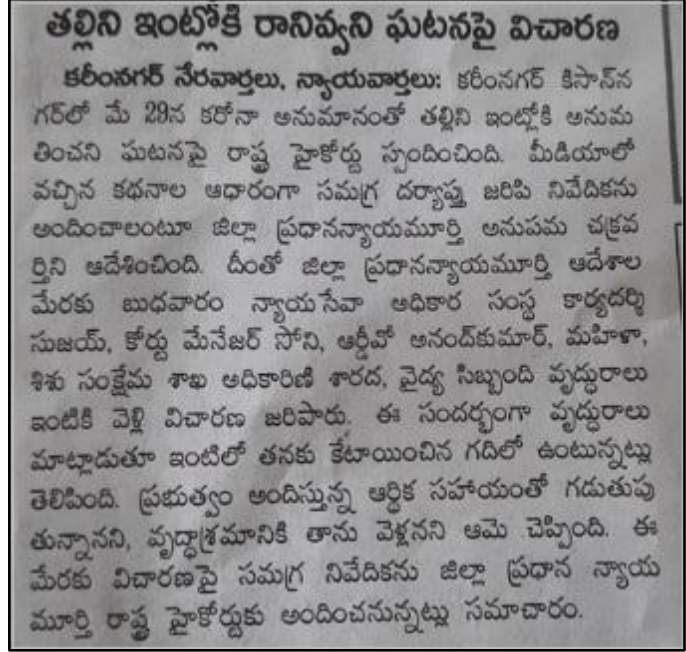 తల్లిని ఇంట్లోకి రానివ్వని ఘటనపై విచారణ
కరీంనగర్ నేరవార్తలు, న్యాయవార్తలు: కరీంనగర్ కిసాన్‌న
గర్‌లో మే 29న కరోనా అనుమానంతో తల్లిని ఇంట్లోకి అనుమ
తించని ఘటనపై రాష్ట్ర హైకోర్టు స్పందించింది. మీడియాలో
వచ్చిన కథనాల ఆధారంగా సమగ్ర దర్యాప్తు జరిపి నివేదికను
అందించాలంటూ జిల్లా ప్రధానన్యాయమూర్తి అనుపమ చక్రవ
ర్తిని ఆదేశించింది. దీంతో జిల్లా ప్రదానన్యాయమూర్తి ఆదేశాల
మేరకు బుధవారం న్యాయసేవా అధికార సంస్థ కార్యదర్శి
సుజయ్, కోర్టు మేనేజర్ సోని, ఆర్డీవో ఆనంద్‌కుమార్, మహిళా,
శిశు సంక్షేమ శాఖ అధికారిణి శారద, వైద్య సిబ్బంది వృద్ధురాలు
ఇంటికి వెళ్లి విచారణ జరిపారు. ఈ సందర్భంగా వృద్ధురాలు
మాట్లాడుతూ ఇంటిలో తనకు కేటాయించిన గదిలో ఉంటున్నట్లు
తెలిపింది. ప్రభుత్వం అందిస్తున్న ఆర్థిక సహాయంతో గడుతుపు
తున్నానని, వృద్ధాశ్రమానికి తాను వెళ్లనని ఆమె చెప్పింది. ఈ
మేరకు విచారణపై సమగ్ర నివేదికను జిల్లా ప్రధాన న్యాయ
మూర్తి రాష్ట్ర హైకోర్టుకు అందించనున్నట్లు సమాచారం.